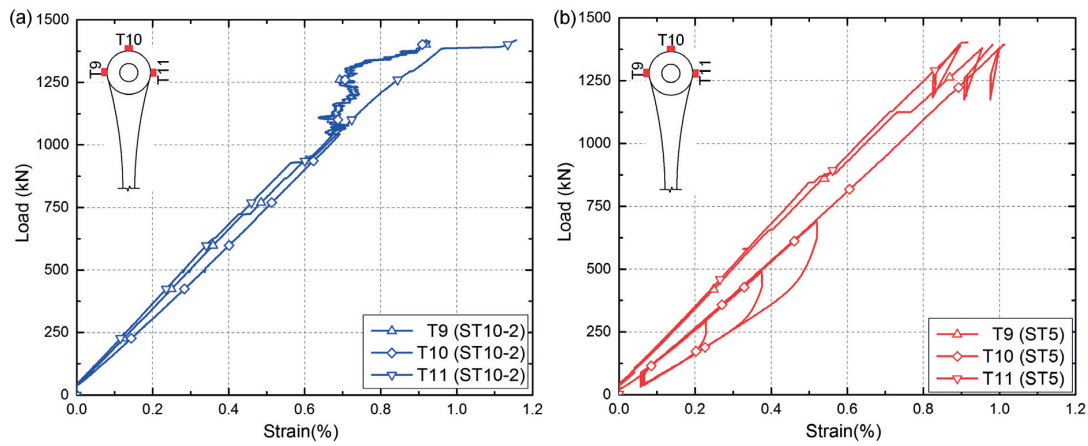 (a)
1500
1250
1000
750
500
250
0
Load (kN)
0.0 0.2 0.4 0.6 0.8 1.0 1.2
Strain(%)
T10
T9
T11
T9 (ST10-2)
T10 (ST10-2)
T11 (ST10-2)
(b)
1500
1250
1000
750
500
250
0
Load (kN)
0.0 0.2 0.4 0.6 0.8 1.0 1.2
Strain(%)
T10
T9
T11
T9 (ST5)
T10 (ST5)
T11 (ST5)